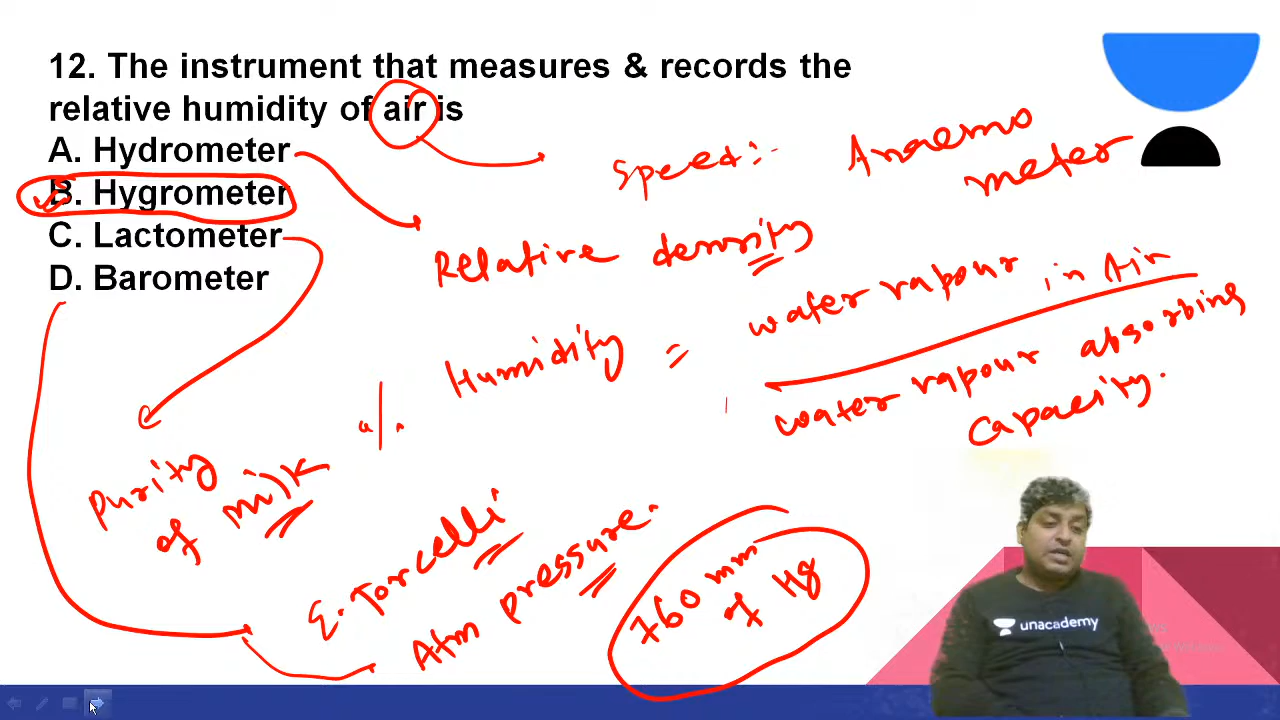 12. The instrument that measures & records the
relative humidity of air is
A. Hydrometer
B. Hygrometer
C. Lactometer
D. Barometer
Speed:-
Anaemo
meter
Relative density
% Humidity =
water vapour in Air
water vapour absorbing
capacity.
Purity
of milk
E. Torcelli
Atm pressure.
760 mm
of Hg
unacademy